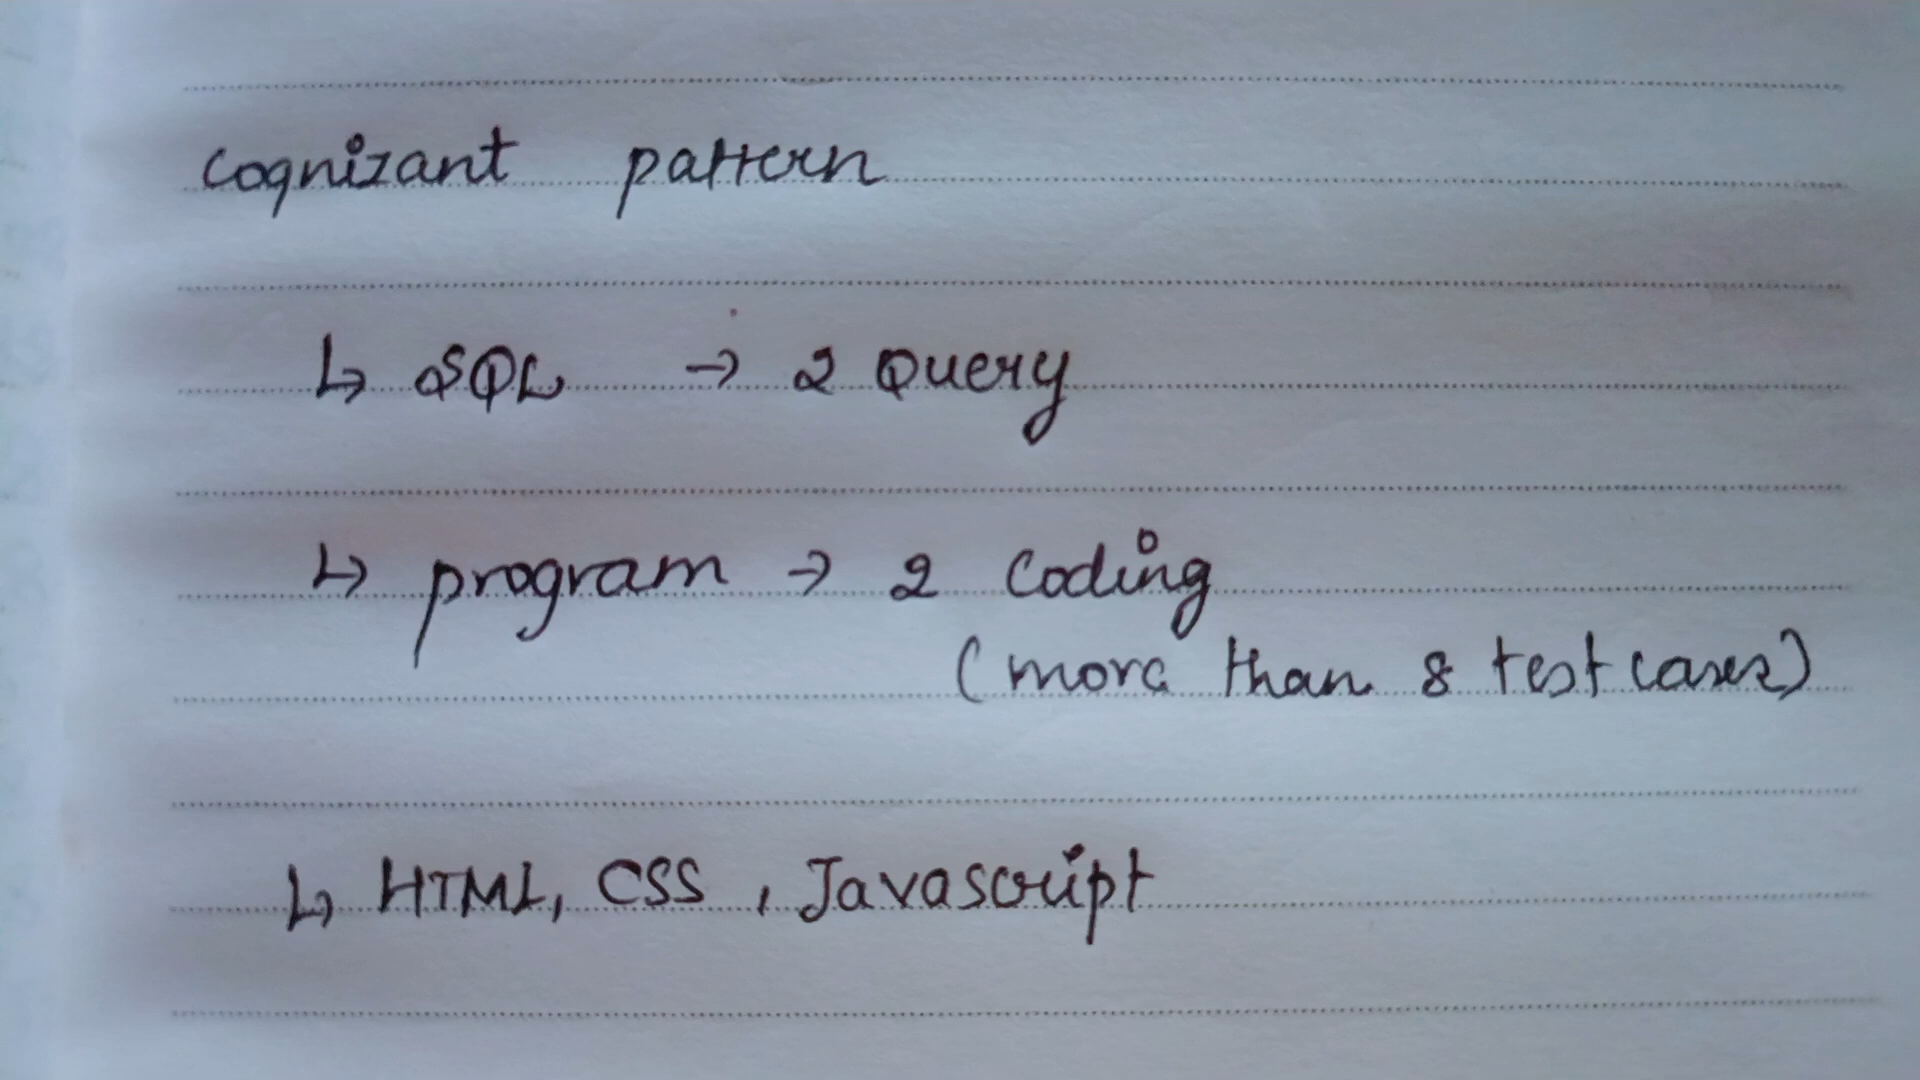 cognizant pattern
↳ SQL → 2 Query
↳ program → 2 Coding
(more than 8 test cases)
↳ HTML, CSS, Javascript